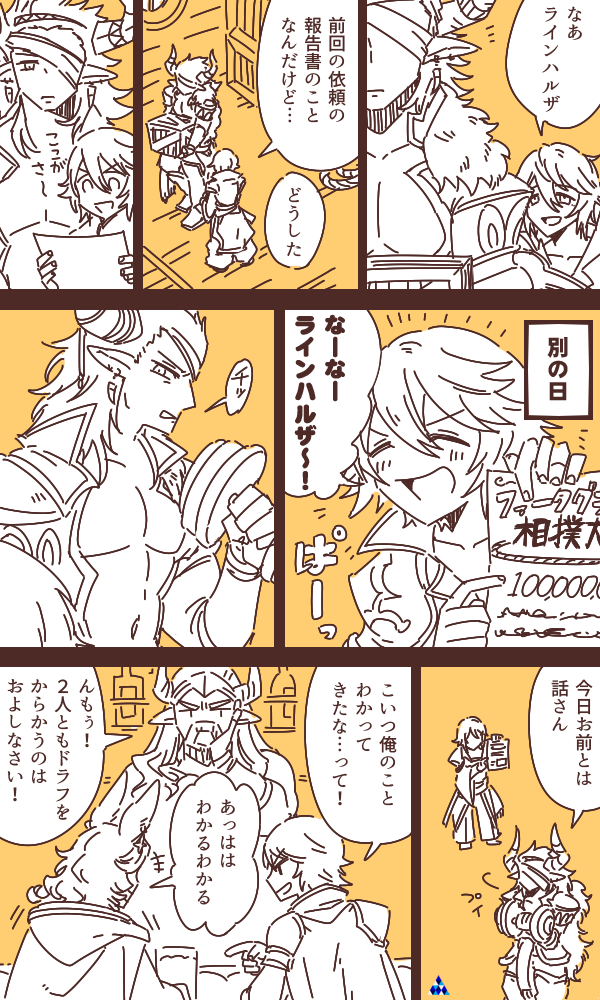 なあ
ラインハルザ
前回の依頼の
報告書のこと
なんだけど…
どうした
ここが
さ～
別の日
なーなー
ラインハルザ～！
ぱーっ
ファータグラ
相撲大
100,000,0
チッ
今日お前とは
話さん
プイ
こいつ俺のこと
わかって
きたな…って！
あっはは
わかるわかる
んもぅ！
２人ともドラフを
からかうのは
およしなさい！